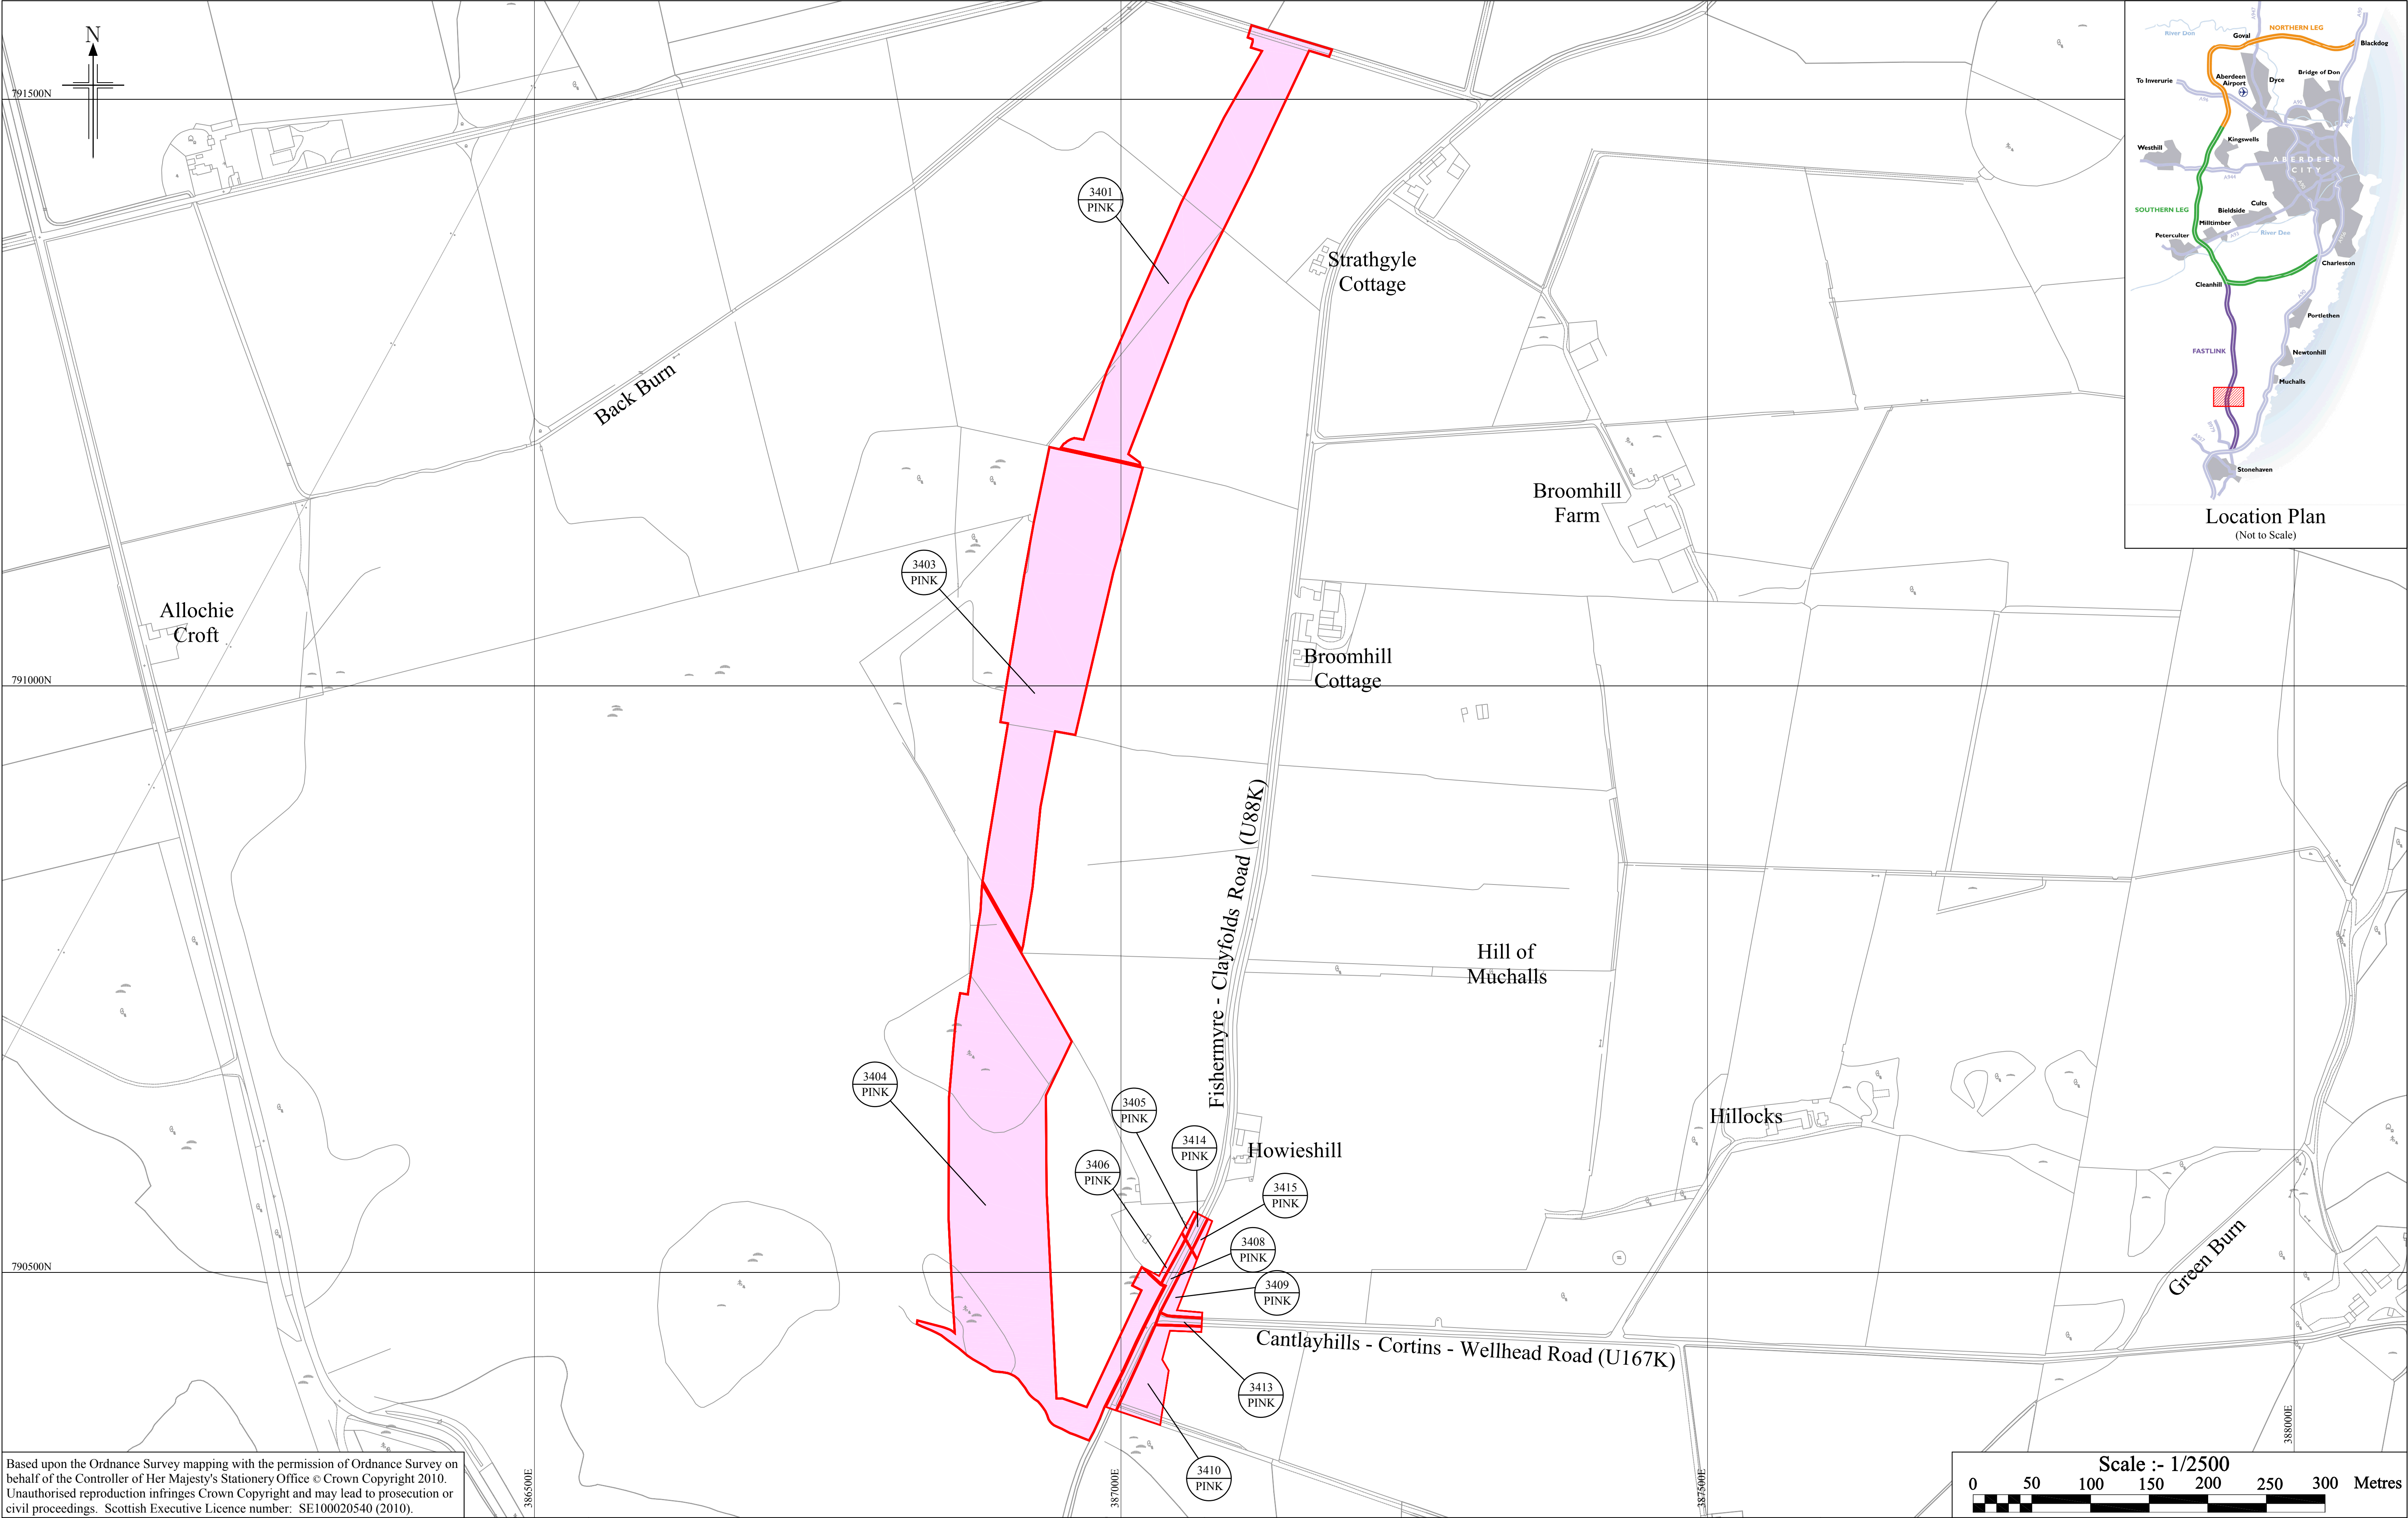 N
791500N
791000N
790500N
386500E
387000E
387500E
388000E
3401
PINK
3403
PINK
3404
PINK
3405
PINK
3414
PINK
3406
PINK
3415
PINK
3408
PINK
3409
PINK
3413
PINK
3410
PINK
Strathgyle
Cottage
Back Burn
Broomhill
Farm
Allochie
Croft
Broomhill
Cottage
Fishermyre - Clayfolds Road (U88K)
Hill of
Muchalls
Hillocks
Howieshill
Green Burn
Cantlayhills - Cortins - Wellhead Road (U167K)
NORTHERN LEG
River Don
Goval
A947
A90
Blackdog
To Inverurie
Aberdeen
Airport
Dyce
Bridge of Don
A96
Kingswells
Westhill
ABERDEEN
CITY
A944
SOUTHERN LEG
Cults
Bieldside
Milltimber
Peterculter
A93
River Dee
Charleston
Cleanhill
A90
Portlethen
FASTLINK
Newtonhill
Muchalls
A957
Stonehaven
Location Plan
(Not to Scale)
Based upon the Ordnance Survey mapping with the permission of Ordnance Survey on
behalf of the Controller of Her Majesty's Stationery Office © Crown Copyright 2010.
Unauthorised reproduction infringes Crown Copyright and may lead to prosecution or
civil proceedings. Scottish Executive Licence number: SE100020540 (2010).
Scale :- 1/2500
0 50 100 150 200 250 300 Metres